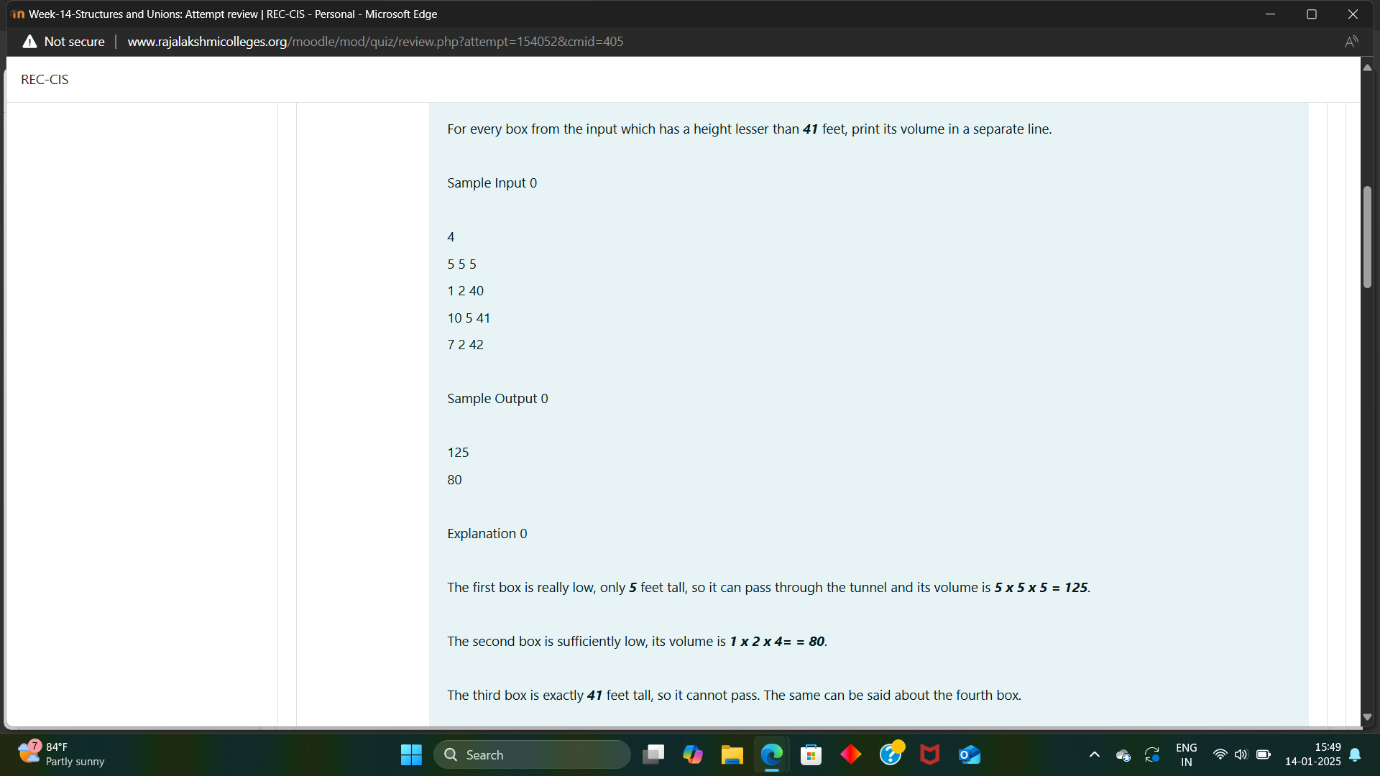 Week-14-Structures and Unions: Attempt review | REC-CIS - Personal - Microsoft Edge
Not secure | www.rajalakshmicolleges.org/moodle/mod/quiz/review.php?attempt=154052&cmid=405
REC-CIS
For every box from the input which has a height lesser than 41 feet, print its volume in a separate line.
Sample Input 0
4
5 5 5
1 2 40
10 5 41
7 2 42
Sample Output 0
125
80
Explanation 0
The first box is really low, only 5 feet tall, so it can pass through the tunnel and its volume is 5 x 5 x 5 = 125.
The second box is sufficiently low, its volume is 1 x 2 x 4= = 80.
The third box is exactly 41 feet tall, so it cannot pass. The same can be said about the fourth box.
7
84°F
Partly sunny
Search
ENG
IN
15:49
14-01-2025